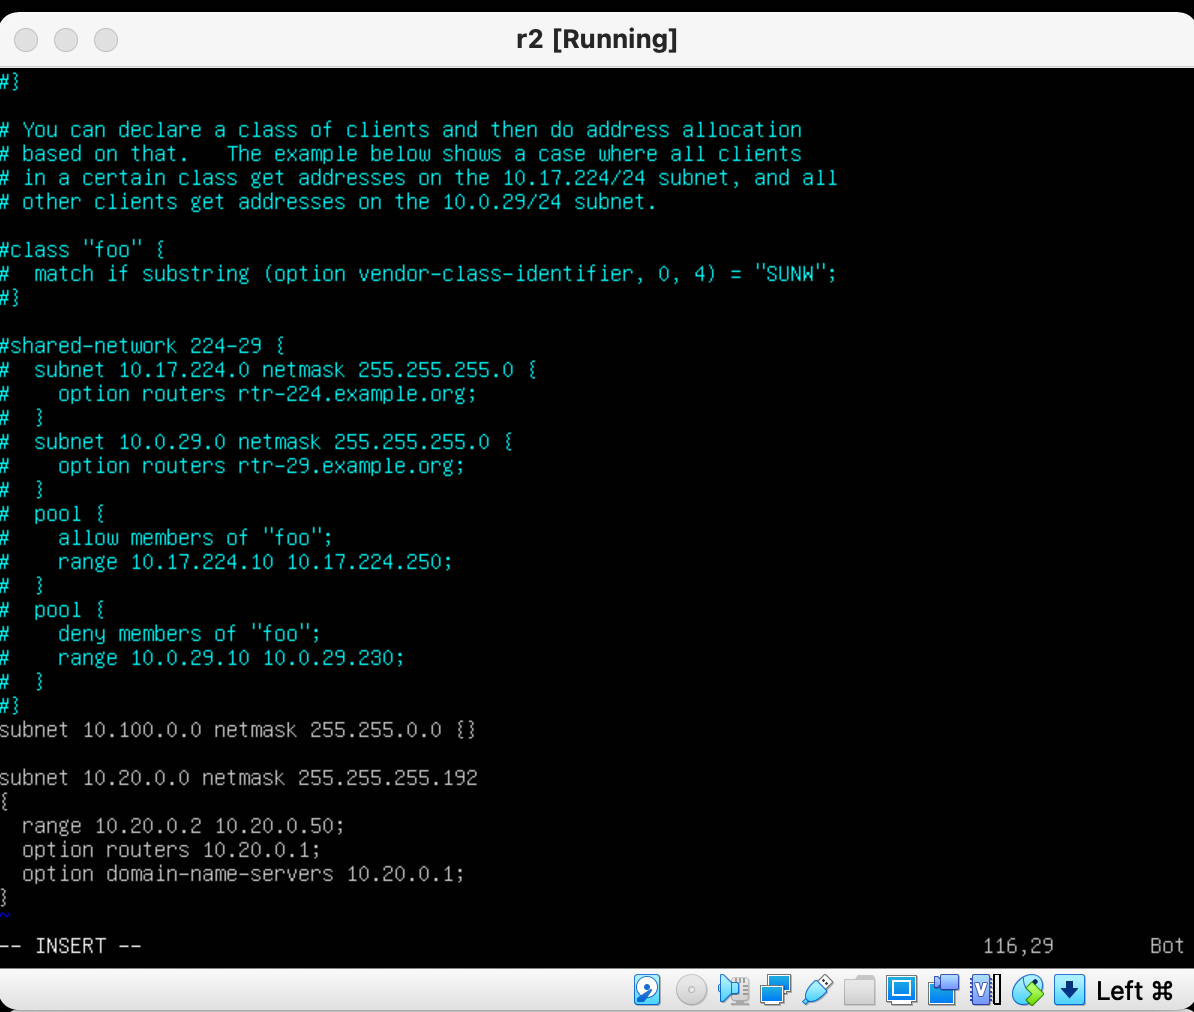 r2 [Running]
#}
# You can declare a class of clients and then do address allocation
# based on that.   The example below shows a case where all clients
# in a certain class get addresses on the 10.17.224/24 subnet, and all
# other clients get addresses on the 10.0.29/24 subnet.
#class "foo" {
#  match if substring (option vendor-class-identifier, 0, 4) = "SUNW";
#}
#shared-network 224-29 {
#  subnet 10.17.224.0 netmask 255.255.255.0 {
#    option routers rtr-224.example.org;
#  }
#  subnet 10.0.29.0 netmask 255.255.255.0 {
#    option routers rtr-29.example.org;
#  }
#  pool {
#    allow members of "foo";
#    range 10.17.224.10 10.17.224.250;
#  }
#  pool {
#    deny members of "foo";
#    range 10.0.29.10 10.0.29.230;
#  }
#}
subnet 10.100.0.0 netmask 255.255.0.0 {}
subnet 10.20.0.0 netmask 255.255.255.192
{
  range 10.20.0.2 10.20.0.50;
  option routers 10.20.0.1;
  option domain-name-servers 10.20.0.1;
}
~
-- INSERT -- 116,29 Bot
V Left ⌘